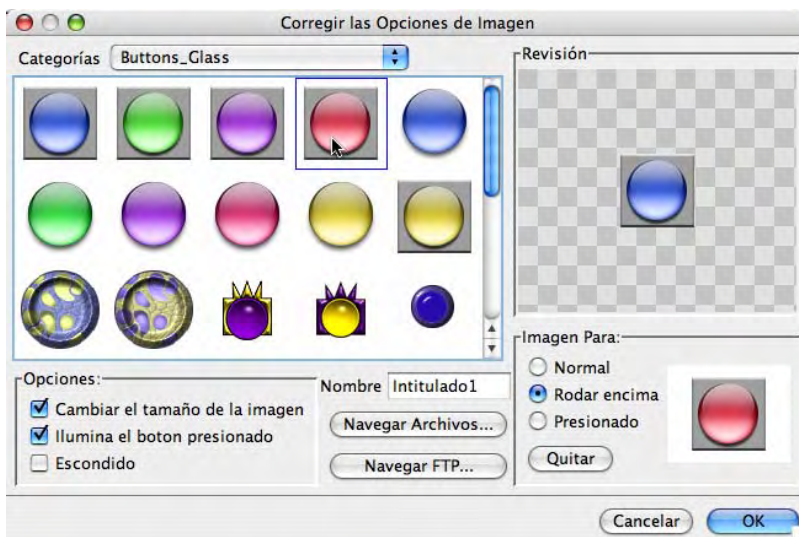 Corregir las Opciones de Imagen
Categorías Buttons_Glass
Revisión
Imagen Para:
Normal
Rodar encima
Presionado
Quitar
Opciones:
Cambiar el tamaño de la imagen
Ilumina el boton presionado
Escondido
Nombre Intitulado1
Navegar Archivos...
Navegar FTP...
Cancelar
OK